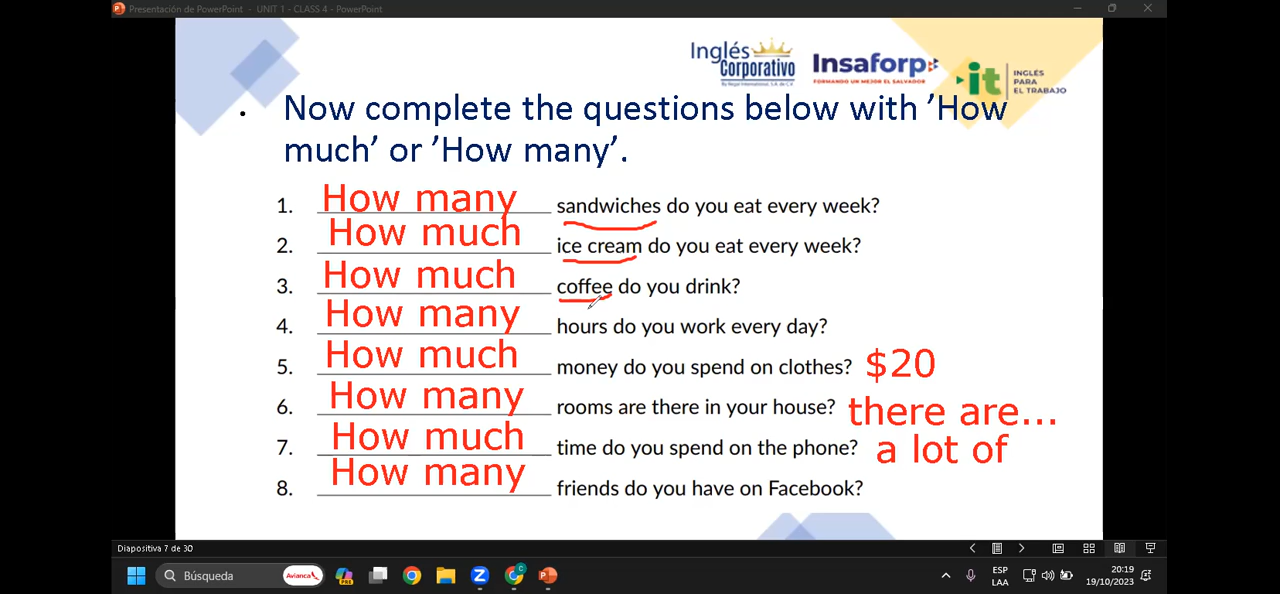 Presentación de PowerPoint - UNIT 1 - CLASS 4 - PowerPoint
Inglés Corporativo
By Negal International, S.A. de C.V.
Insaforp
FORMANDO UN MEJOR EL SALVADOR
it INGLÉS PARA EL TRABAJO
• Now complete the questions below with ’How
much’ or ’How many’.
1. How many sandwiches do you eat every week?
2. How much ice cream do you eat every week?
3. How much coffee do you drink?
4. How many hours do you work every day?
5. How much money do you spend on clothes? $20
6. How many rooms are there in your house? there are...
7. How much time do you spend on the phone? a lot of
8. How many friends do you have on Facebook?
Diapositiva 7 de 30
Búsqueda
Avianca
PRE
ESP
LAA
20:19
19/10/2023